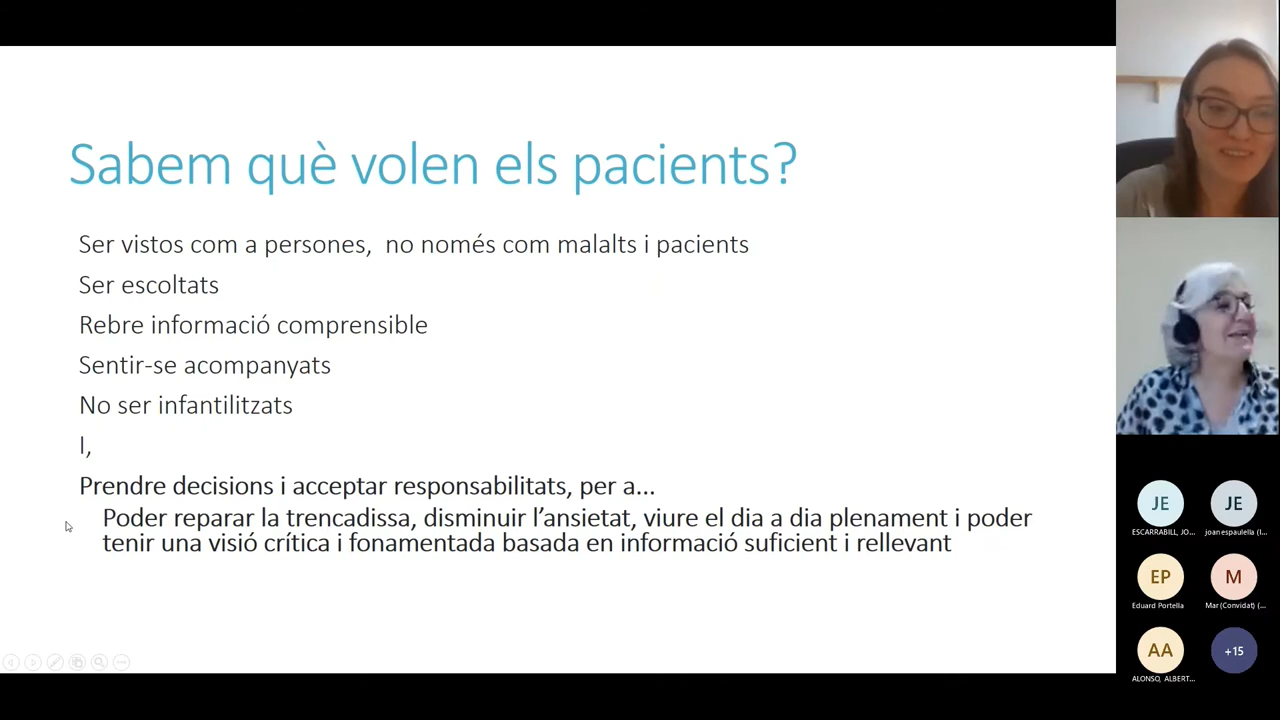 Sabem què volen els pacients?
Ser vistos com a persones, no només com malalts i pacients
Ser escoltats
Rebre informació comprensible
Sentir-se acompanyats
No ser infantilitzats
I,
Prendre decisions i acceptar responsabilitats, per a...
Poder reparar la trencadissa, disminuir l'ansietat, viure el dia a dia plenament i poder
tenir una visió crítica i fonamentada basada en informació suficient i rellevant
JE
ESCARRABILL, JO...
JE
joan espaulella (I...
EP
Eduard Portella
M
Mar (Convidat) (...
AA
ALONSO, ALBERT...
+15